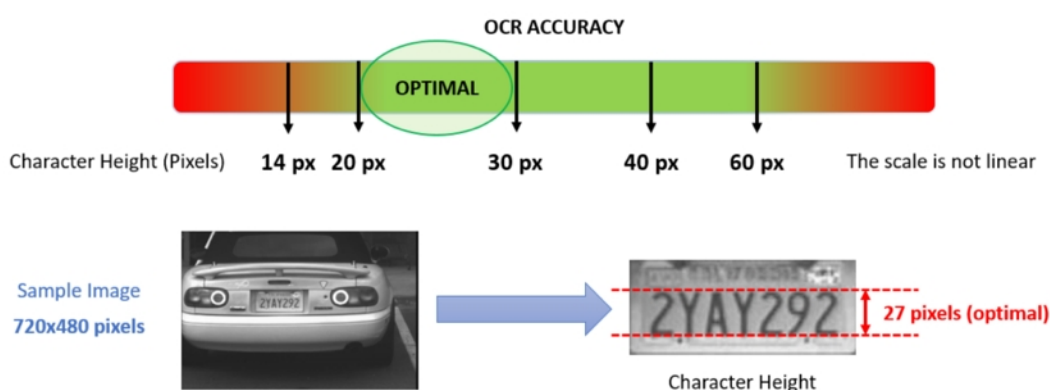 OCR ACCURACY
OPTIMAL
Character Height (Pixels) 14 px 20 px 30 px 40 px 60 px The scale is not linear
Sample Image
720x480 pixels
2YAY292
2YAY292
27 pixels (optimal)
Character Height